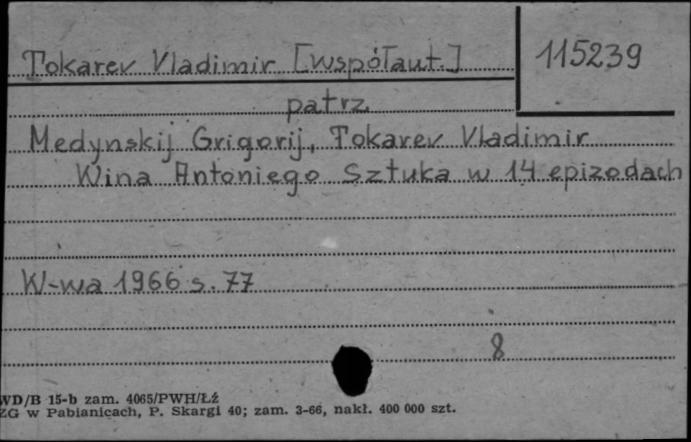 Tokarev Vladimir [współaut.]
115239
patrz
Medynskij Grigorij, Tokarev Vladimir
Wina Antoniego Sztuka w 14 epizodach
W-wa 1966 s. 77
8
WD/B 15-b zam. 4065/PWH/ŁŹ
ZG w Pabianicach, P. Skargi 40; zam. 3-66, nakł. 400 000 szt.